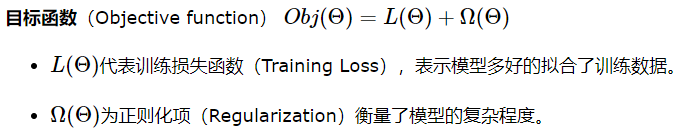 目标函数（Objective function） Obj(Θ) = L(Θ) + Ω(Θ)
• L(Θ)代表训练损失函数（Training Loss），表示模型多好的拟合了训练数据。
• Ω(Θ)为正则化项（Regularization）衡量了模型的复杂程度。